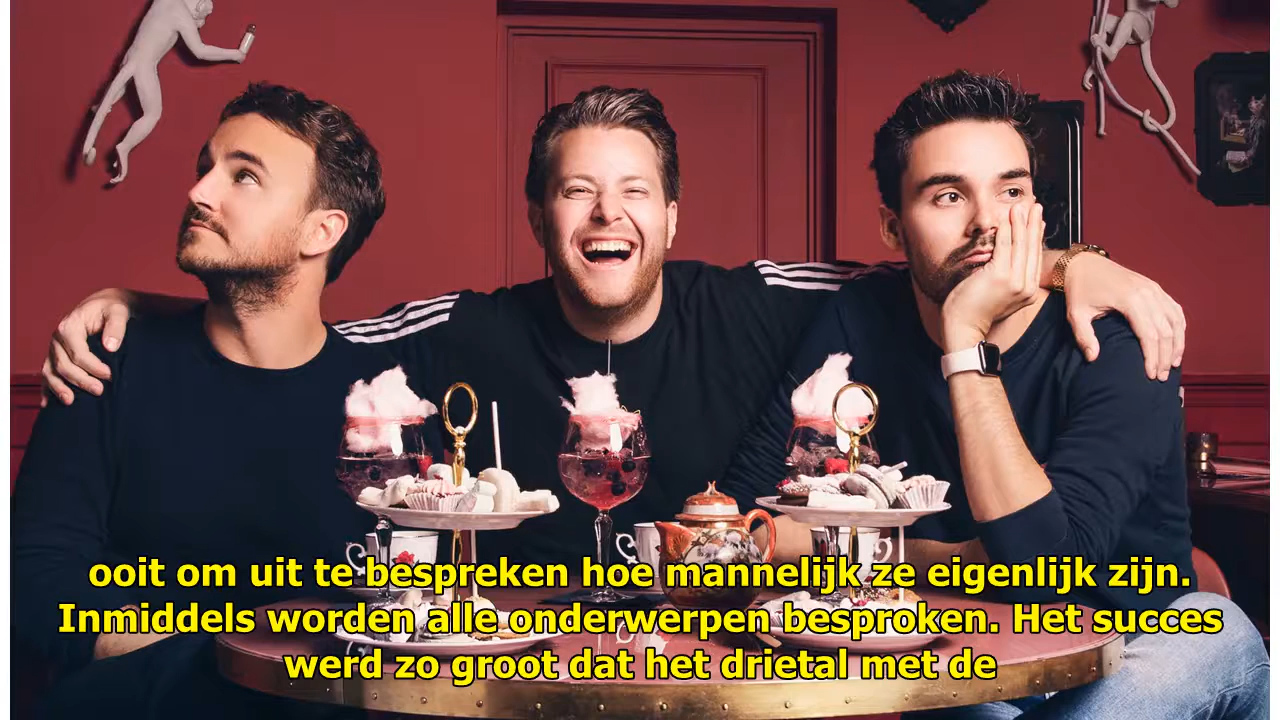 ooit om uit te bespreken hoe mannelijk ze eigenlijk zijn.
Inmiddels worden alle onderwerpen besproken. Het succes
werd zo groot dat het drietal met de